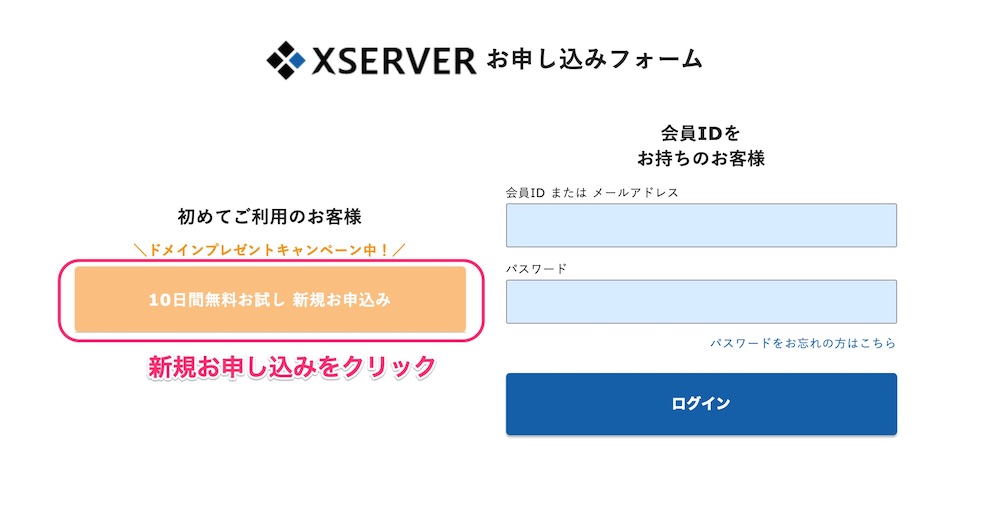 XSERVER お申し込みフォーム
初めてご利用のお客様
＼ドメインプレゼントキャンペーン中！／
10日間無料お試し 新規お申込み
新規お申し込みをクリック
会員IDを
お持ちのお客様
会員ID または メールアドレス
パスワード
パスワードをお忘れの方はこちら
ログイン